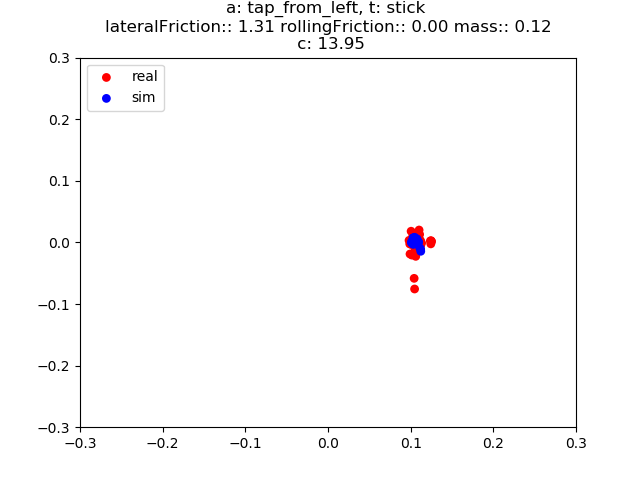 a: tap_from_left, t: stick
lateralFriction:: 1.31 rollingFriction:: 0.00 mass:: 0.12
c: 13.95
real
sim
0.3
0.2
0.1
0.0
−0.1
−0.2
−0.3
−0.3 −0.2 −0.1 0.0 0.1 0.2 0.3